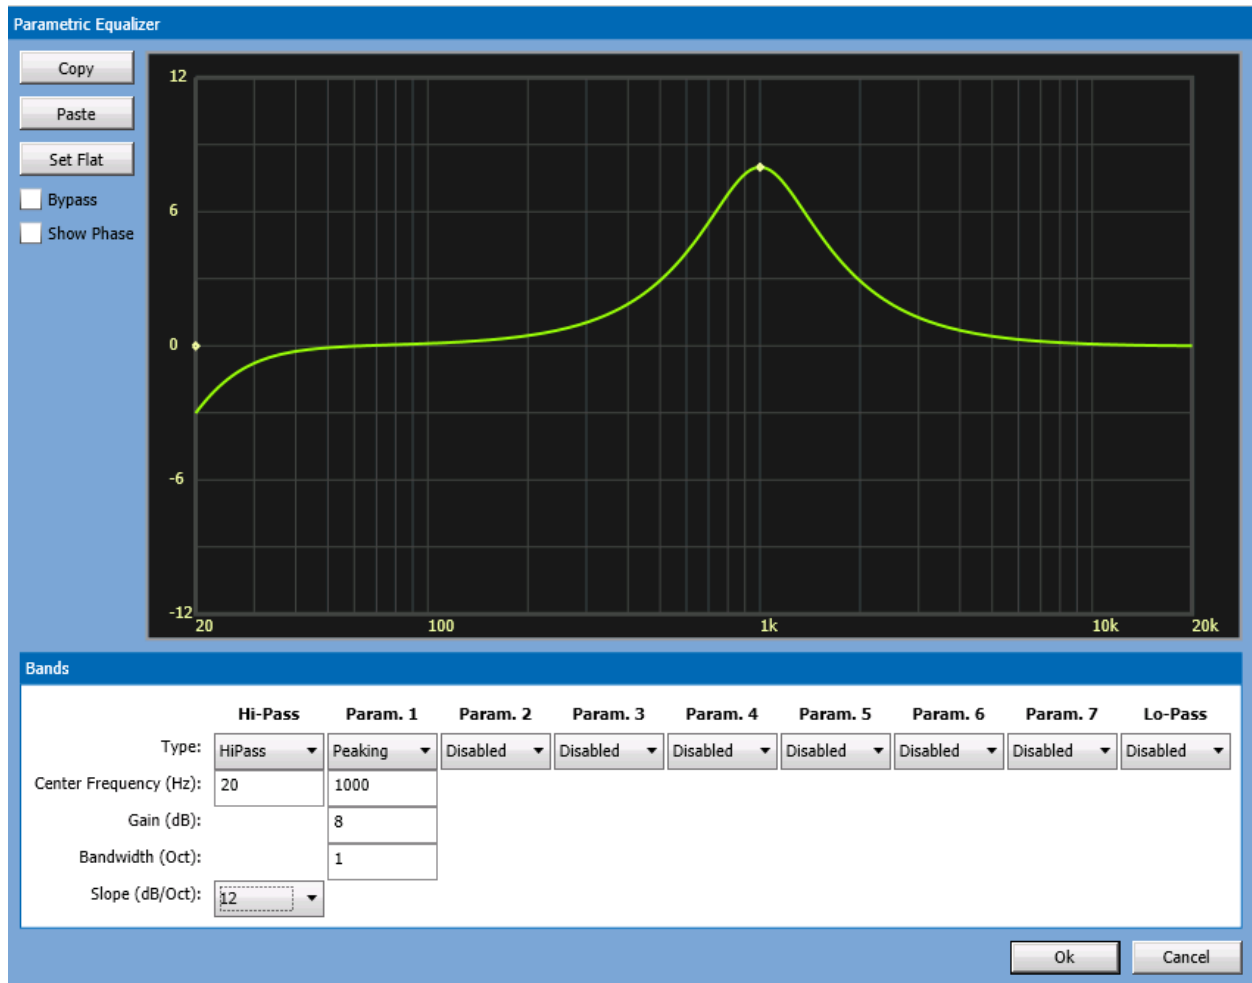 Parametric Equalizer
Copy
Paste
Set Flat
Bypass
Show Phase
12
6
0
-6
-12
20 100 1k 10k 20k
Bands
Hi-Pass Param. 1 Param. 2 Param. 3 Param. 4 Param. 5 Param. 6 Param. 7 Lo-Pass
Type: HiPass Peaking Disabled Disabled Disabled Disabled Disabled Disabled Disabled
Center Frequency (Hz): 20 1000
Gain (dB): 8
Bandwidth (Oct): 1
Slope (dB/Oct): 12
Ok Cancel